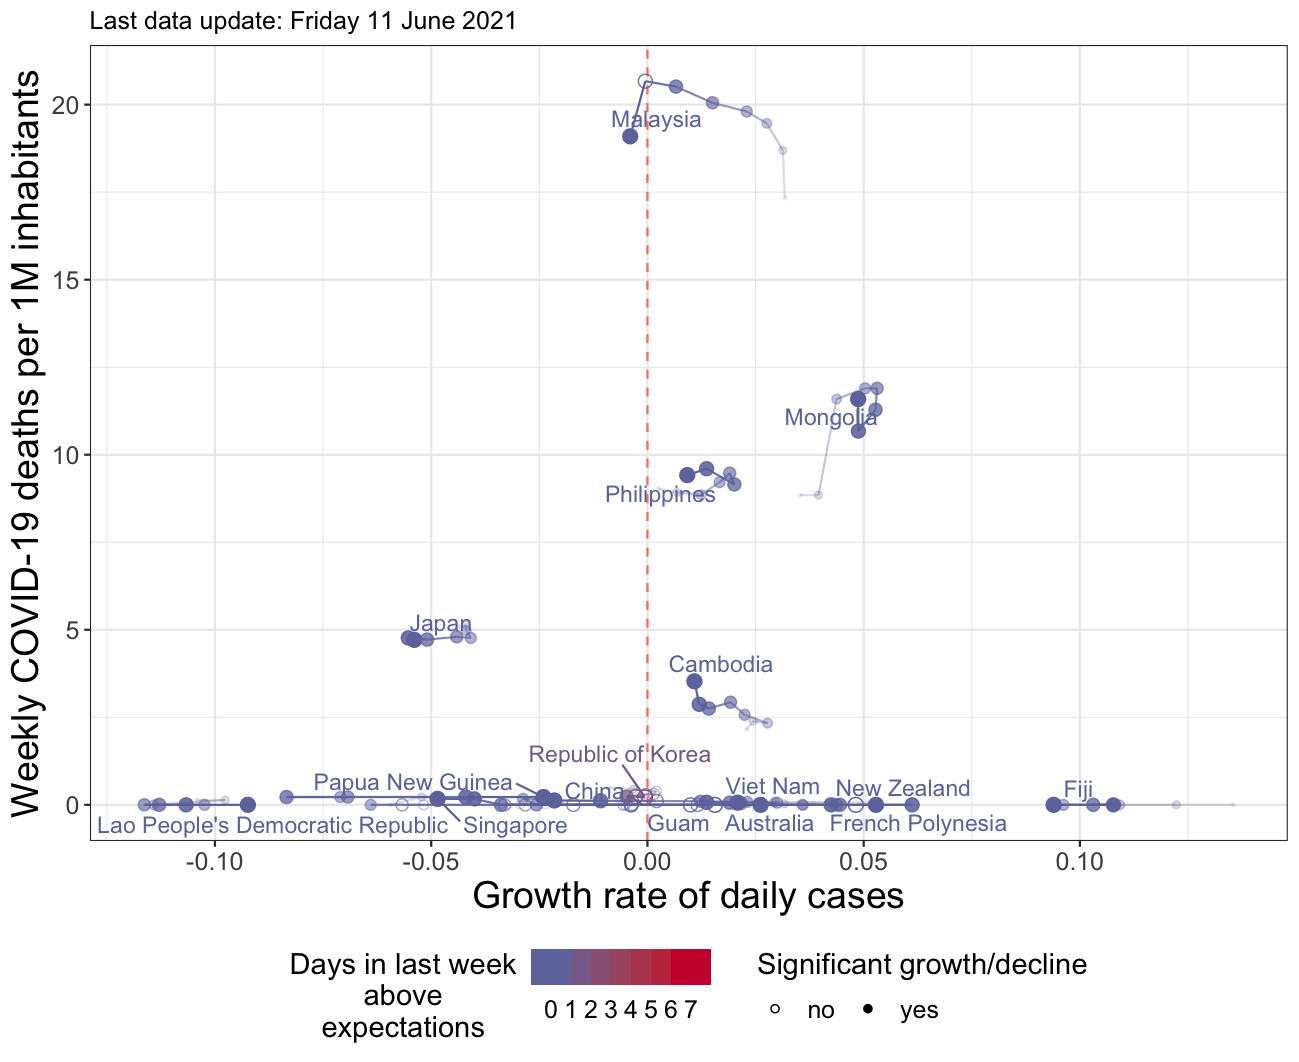 Last data update: Friday 11 June 2021
Weekly COVID-19 deaths per 1M inhabitants
20
15
10
5
0
Malaysia
Mongolia
Philippines
Japan
Cambodia
Republic of Korea
Papua New Guinea
China
Viet Nam
New Zealand
Fiji
Lao People's Democratic Republic
Singapore
Guam
Australia
French Polynesia
-0.10
-0.05
0.00
0.05
0.10
Growth rate of daily cases
Days in last week
above
expectations
0 1 2 3 4 5 6 7
Significant growth/decline
no
yes